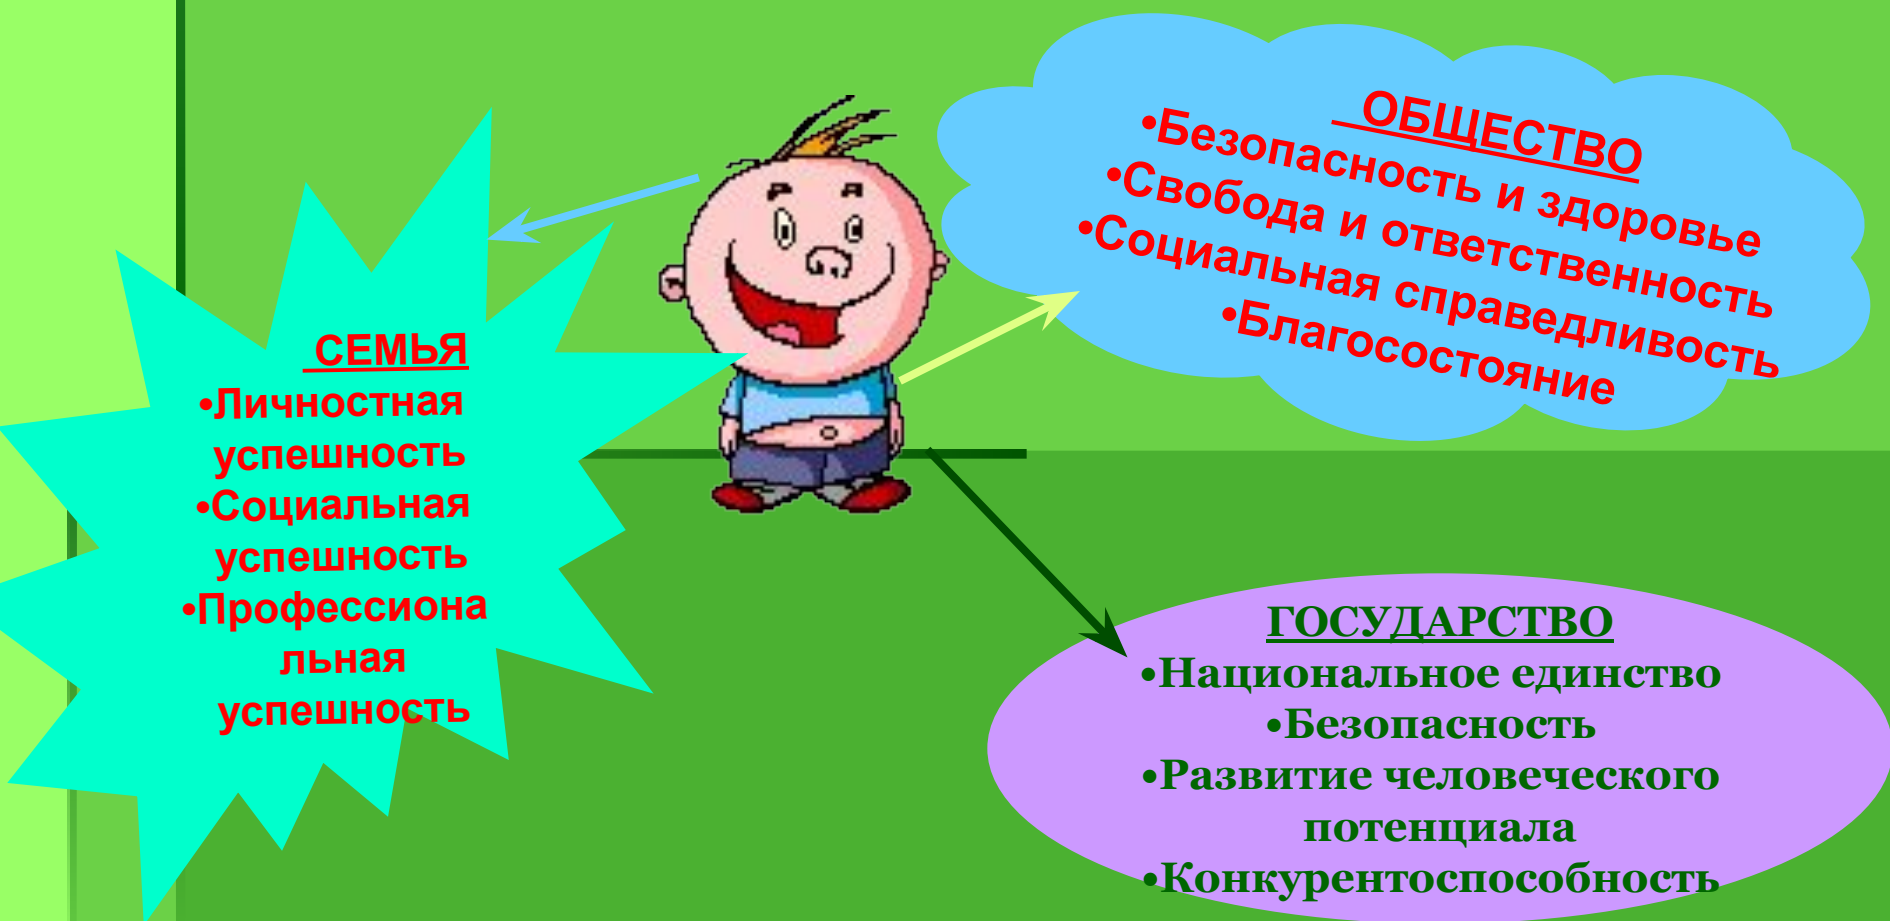 СЕМЬЯ
•Личностная
успешность
•Социальная
успешность
•Профессиона
льная
успешность
ОБЩЕСТВО
•Безопасность и здоровье
•Свобода и ответственность
•Социальная справедливость
•Благосостояние
ГОСУДАРСТВО
•Национальное единство
•Безопасность
•Развитие человеческого
потенциала
•Конкурентоспособность